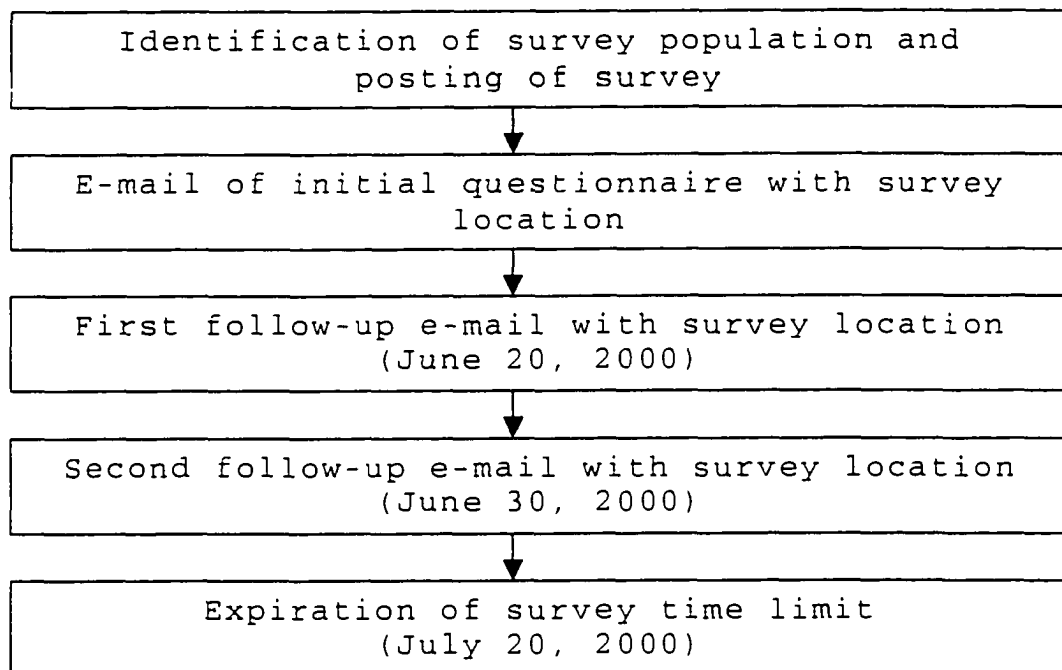 Identification of survey population and
posting of survey
E-mail of initial questionnaire with survey
location
First follow-up e-mail with survey location
(June 20, 2000)
Second follow-up e-mail with survey location
(June 30, 2000)
Expiration of survey time limit
(July 20, 2000)